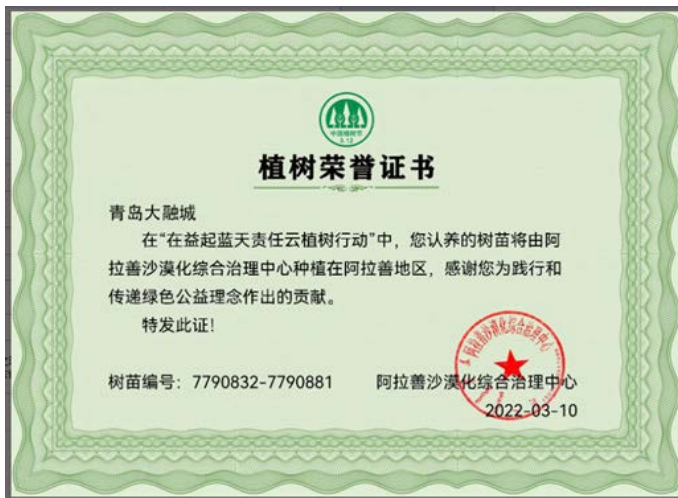 中国植树节
3.12
植树荣誉证书
青岛大融城
在“在益起蓝天责任云植树行动”中，您认养的树苗将由阿
拉善沙漠化综合治理中心种植在阿拉善地区，感谢您为践行和
传递绿色公益理念作出的贡献。
特发此证！
树苗编号：7790832-7790881
阿拉善沙漠化综合治理中心
2022-03-10